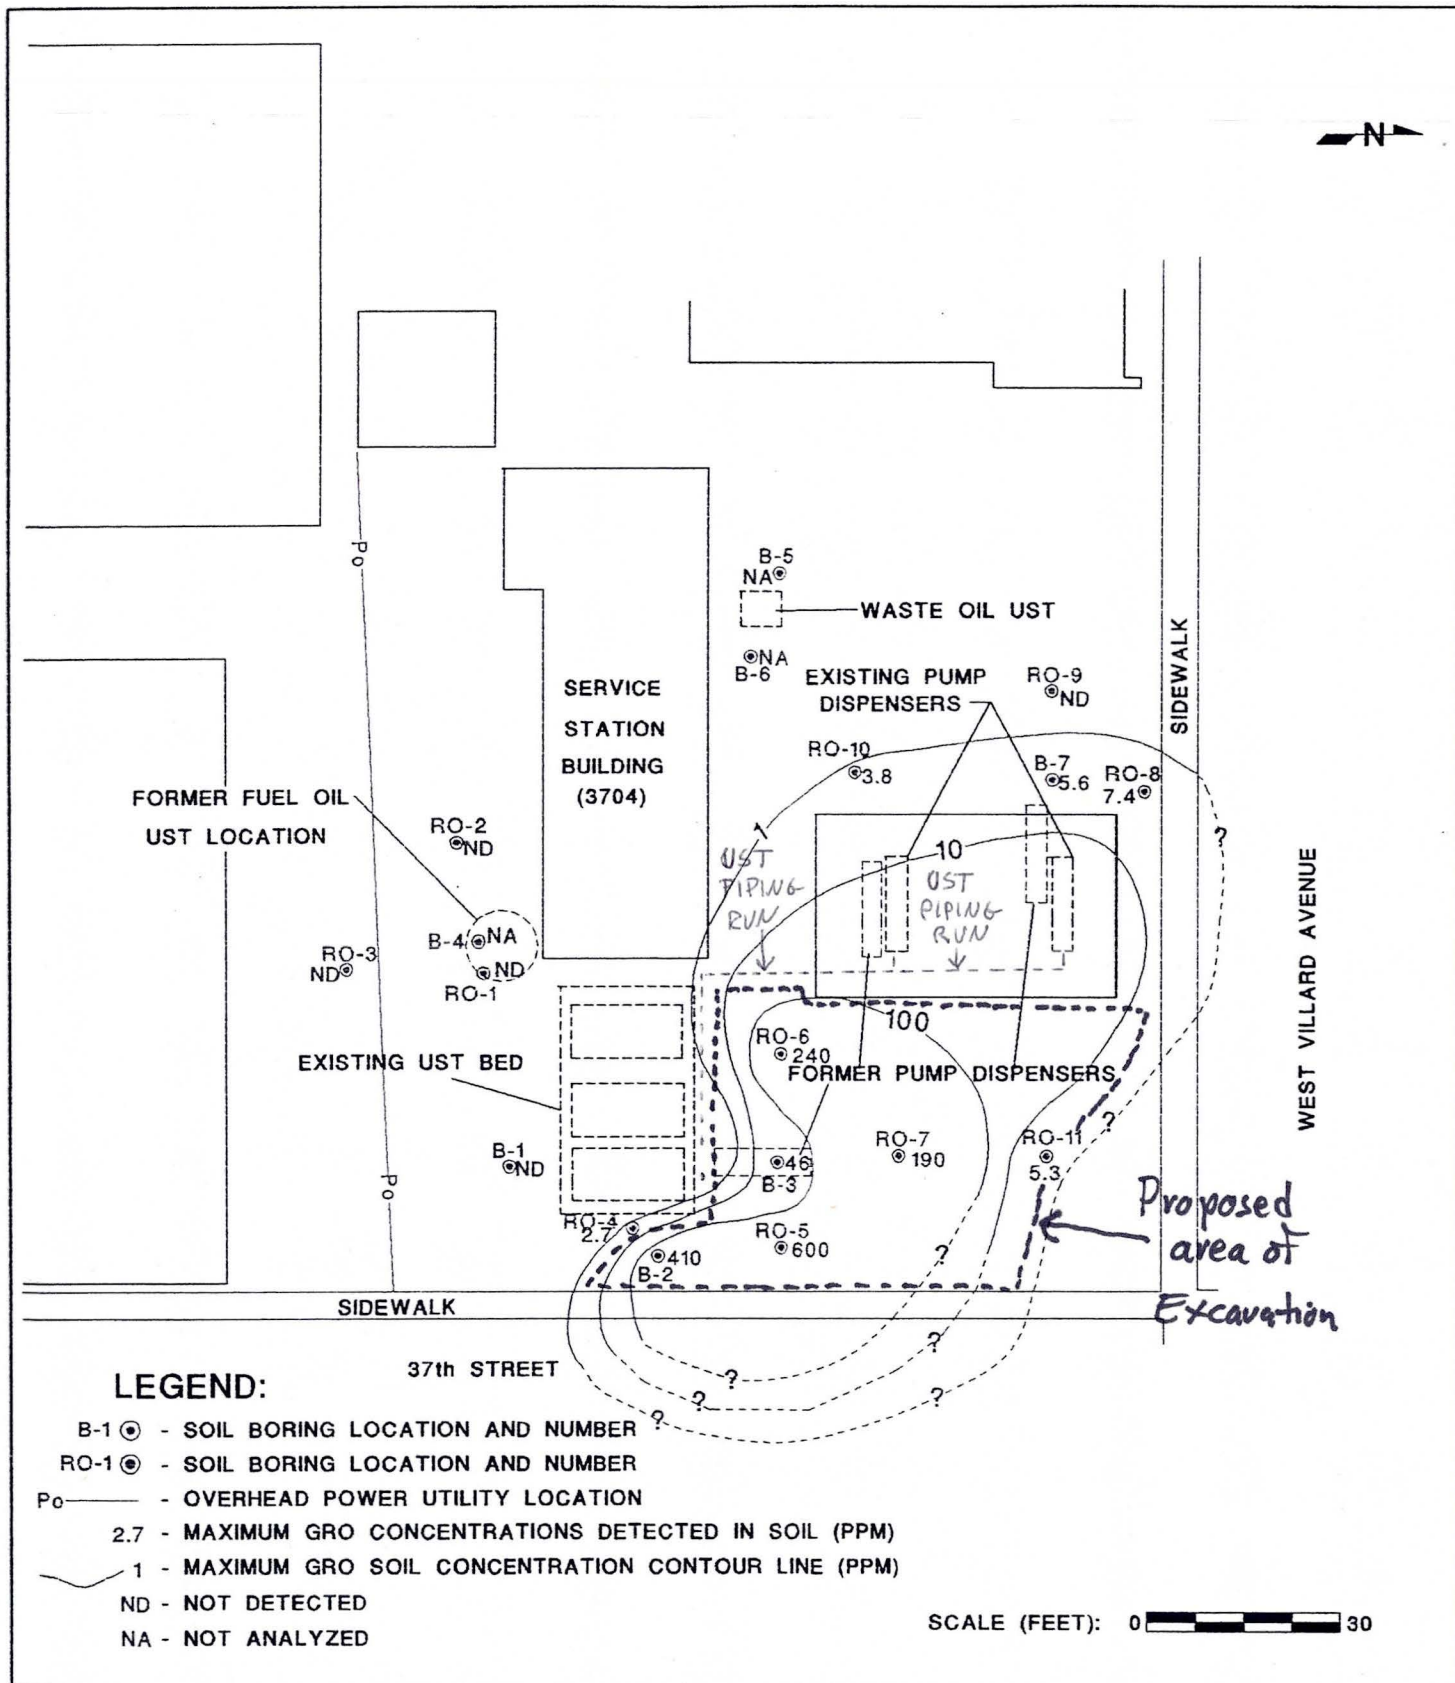 N
Po
B-5
NA
WASTE OIL UST
NA
B-6
EXISTING PUMP
DISPENSERS
RO-9
ND
SIDEWALK
SERVICE
STATION
BUILDING
(3704)
RO-10
3.8
B-7
5.6
RO-8
7.4
FORMER FUEL OIL
UST LOCATION
RO-2
ND
1
10
?
UST
PIPING
RUN
UST
PIPING
RUN
WEST VILLARD AVENUE
B-4
NA
RO-3
ND
ND
RO-1
100
RO-6
240
EXISTING UST BED
FORMER PUMP DISPENSERS
?
B-1
ND
Po
46
B-3
RO-7
190
RO-11
5.3
RO-4
2.7
410
B-2
RO-5
600
?
Proposed
area of
Excavation
SIDEWALK
?
37th STREET
?
?
?
?
LEGEND:
B-1 - SOIL BORING LOCATION AND NUMBER
RO-1 - SOIL BORING LOCATION AND NUMBER
Po - OVERHEAD POWER UTILITY LOCATION
2.7 - MAXIMUM GRO CONCENTRATIONS DETECTED IN SOIL (PPM)
1 - MAXIMUM GRO SOIL CONCENTRATION CONTOUR LINE (PPM)
ND - NOT DETECTED
NA - NOT ANALYZED
SCALE (FEET): 0 30